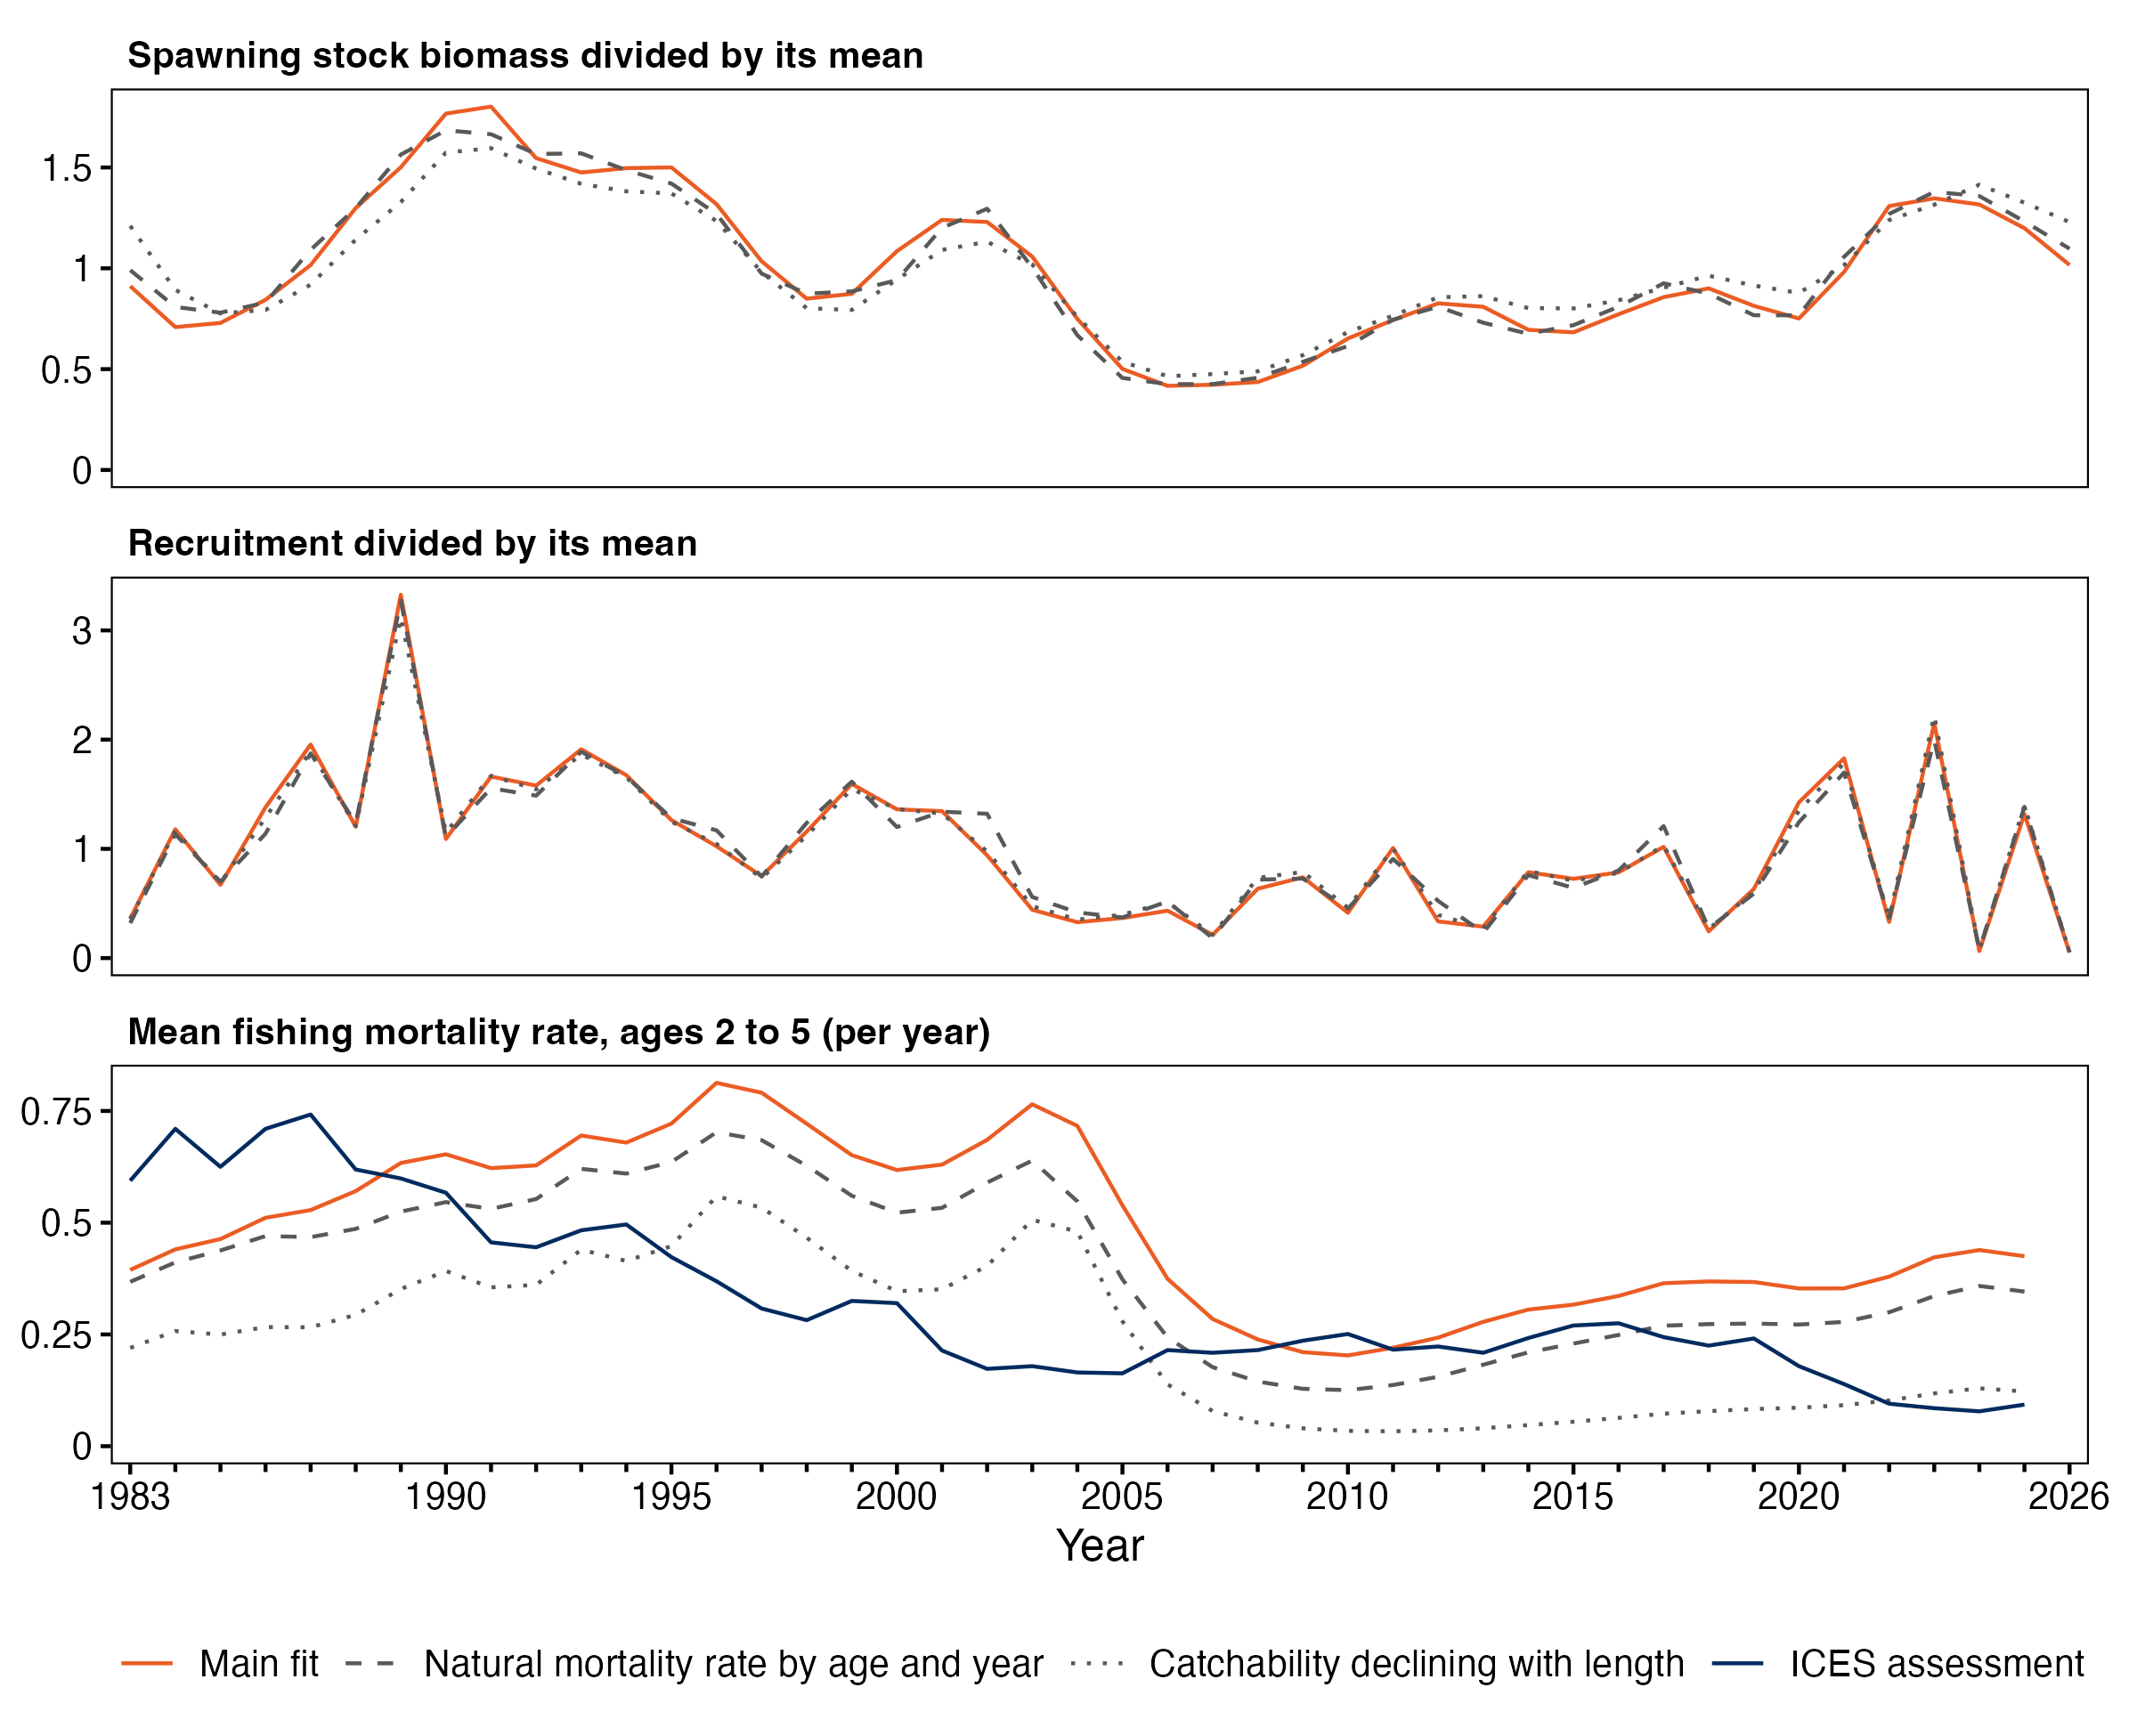 Spawning stock biomass divided by its mean
1.5
1
0.5
0
Recruitment divided by its mean
3
2
1
0
Mean fishing mortality rate, ages 2 to 5 (per year)
0.75
0.5
0.25
0
1983 1990 1995 2000 2005 2010 2015 2020 2026
Year
Main fit Natural mortality rate by age and year Catchability declining with length ICES assessment